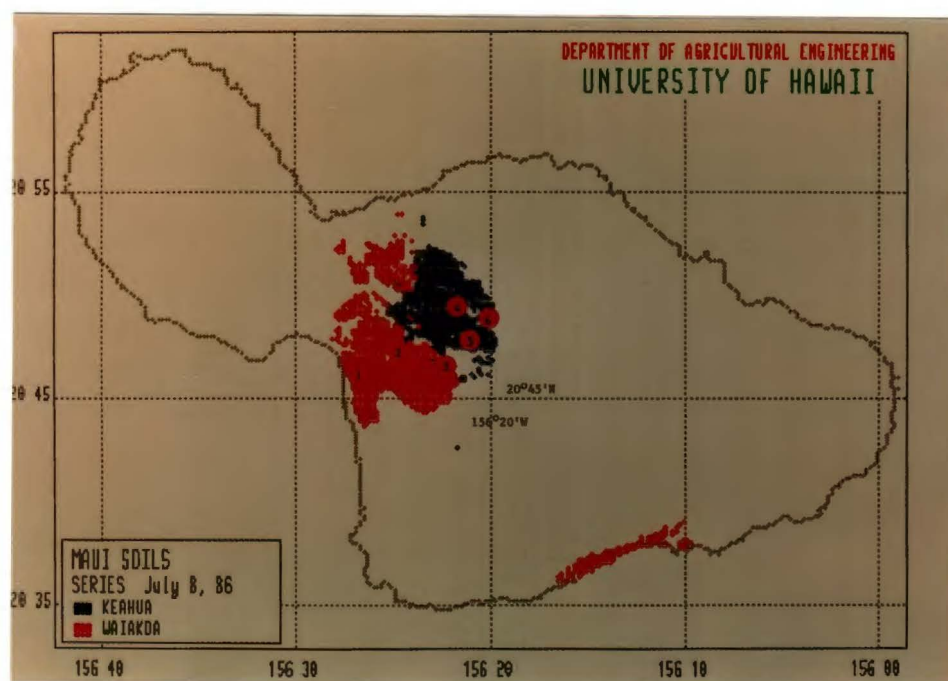 DEPARTMENT OF AGRICULTURAL ENGINEERING
UNIVERSITY OF HAWAII
20 55
20 45
20°45'N
156°20'W
20 35
MAUI SOILS
SERIES July 8, 86
KEAHUA
WAIAKOA
156 40
156 30
156 20
156 10
156 00